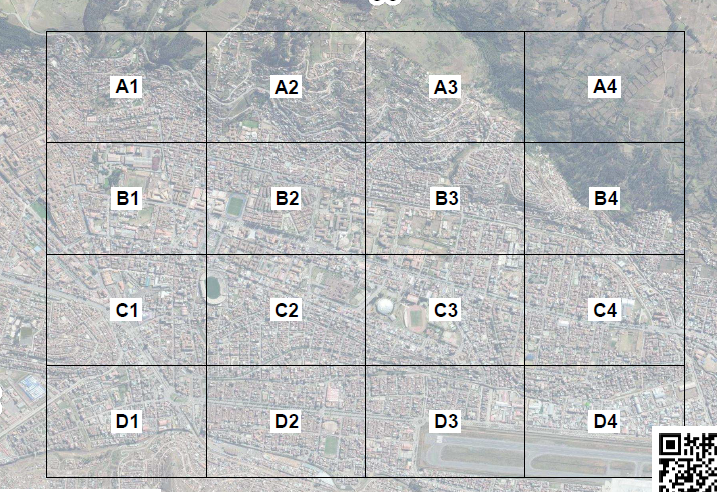 A1 A2 A3 A4
B1 B2 B3 B4
C1 C2 C3 C4
D1 D2 D3 D4